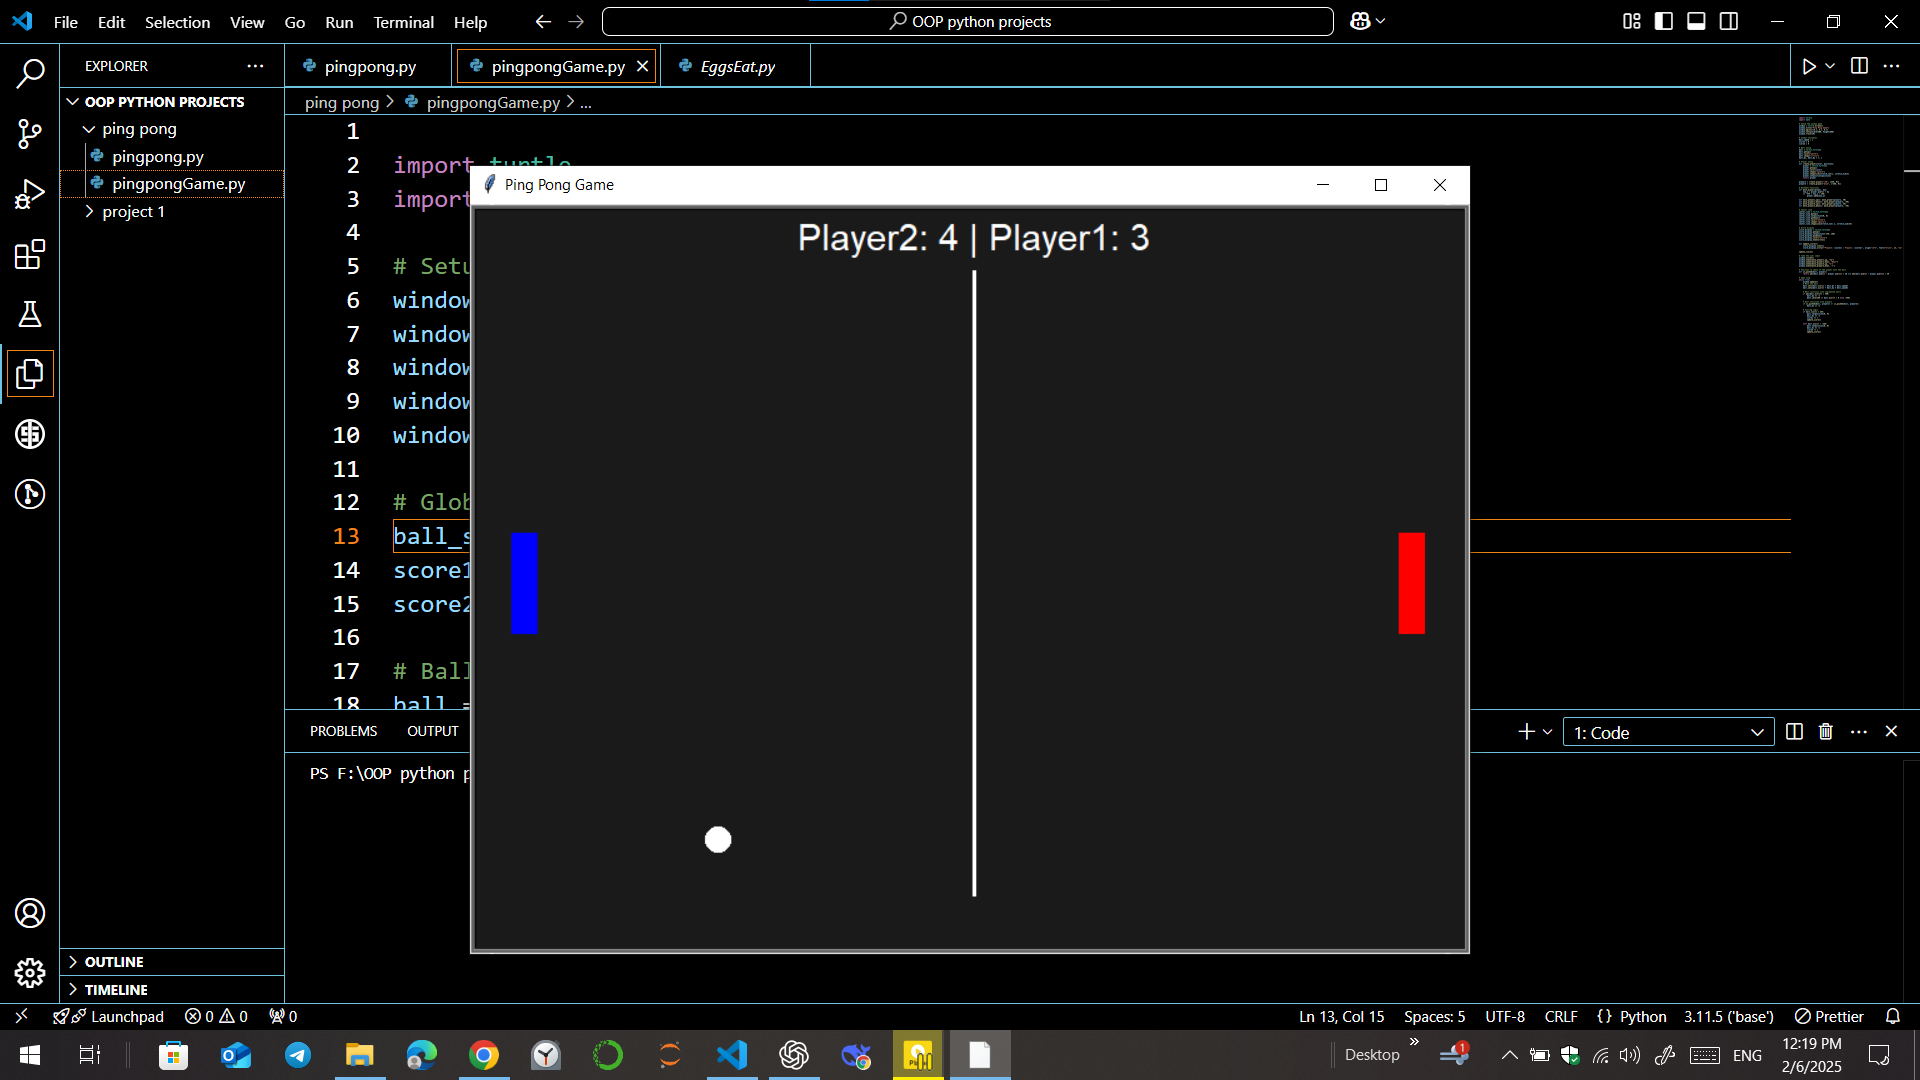 File Edit Selection View Go Run Terminal Help
OOP python projects
EXPLORER
OOP PYTHON PROJECTS
ping pong
pingpong.py
pingpongGame.py
project 1
OUTLINE
TIMELINE
pingpong.py
pingpongGame.py
EggsEat.py
ping pong > pingpongGame.py > ...
1
2 import turtle
3 import
4
5 # Setu
6 window
7 window
8 window
9 window
10 window
11
12 # Glob
13 ball_s
14 score1
15 score2
16
17 # Ball
18 ball =
Ping Pong Game
Player2: 4 | Player1: 3
PROBLEMS OUTPUT
1: Code
PS F:\OOP python p
Launchpad 0 0 0
Ln 13, Col 15 Spaces: 5 UTF-8 CRLF {} Python 3.11.5 ('base') Prettier
Desktop
1
ENG
12:19 PM
2/6/2025